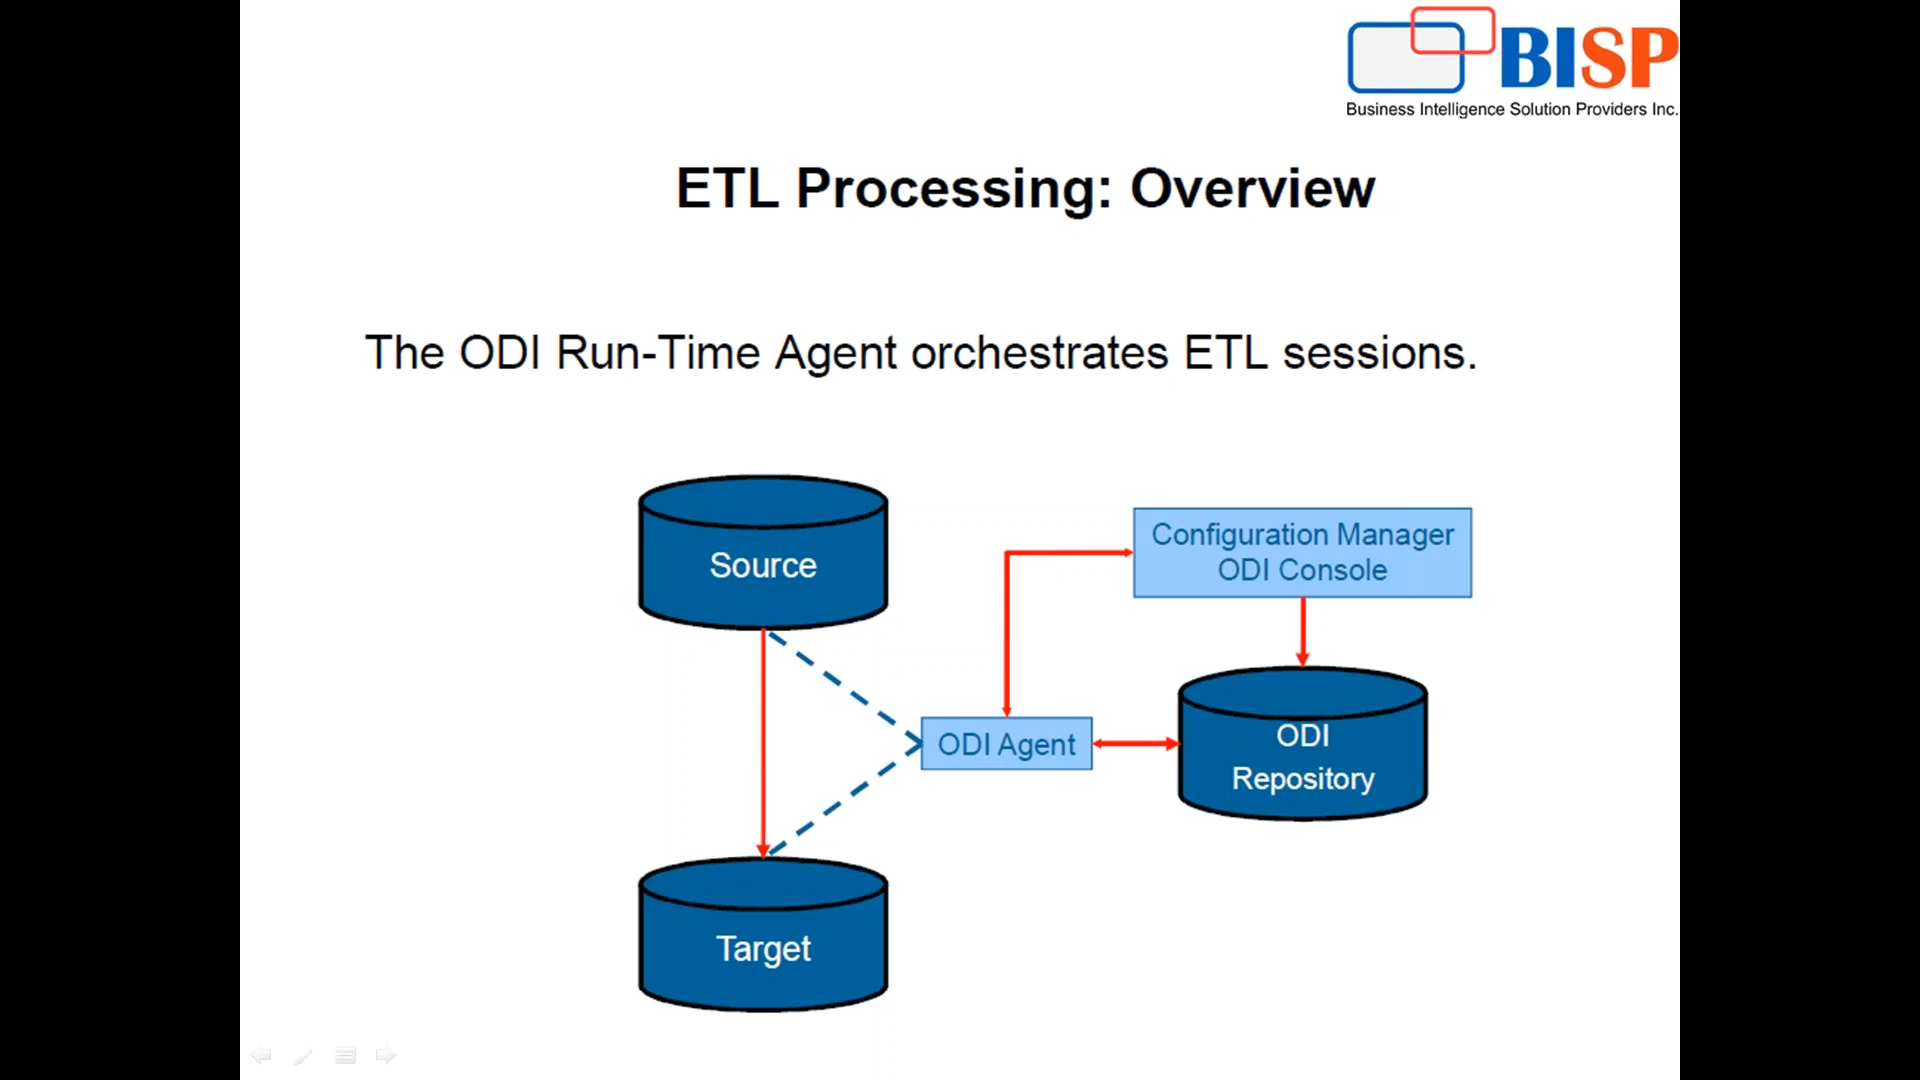 BISP
Business Intelligence Solution Providers Inc.
ETL Processing: Overview
The ODI Run-Time Agent orchestrates ETL sessions.
Source
Configuration Manager
ODI Console
ODI Agent
ODI
Repository
Target